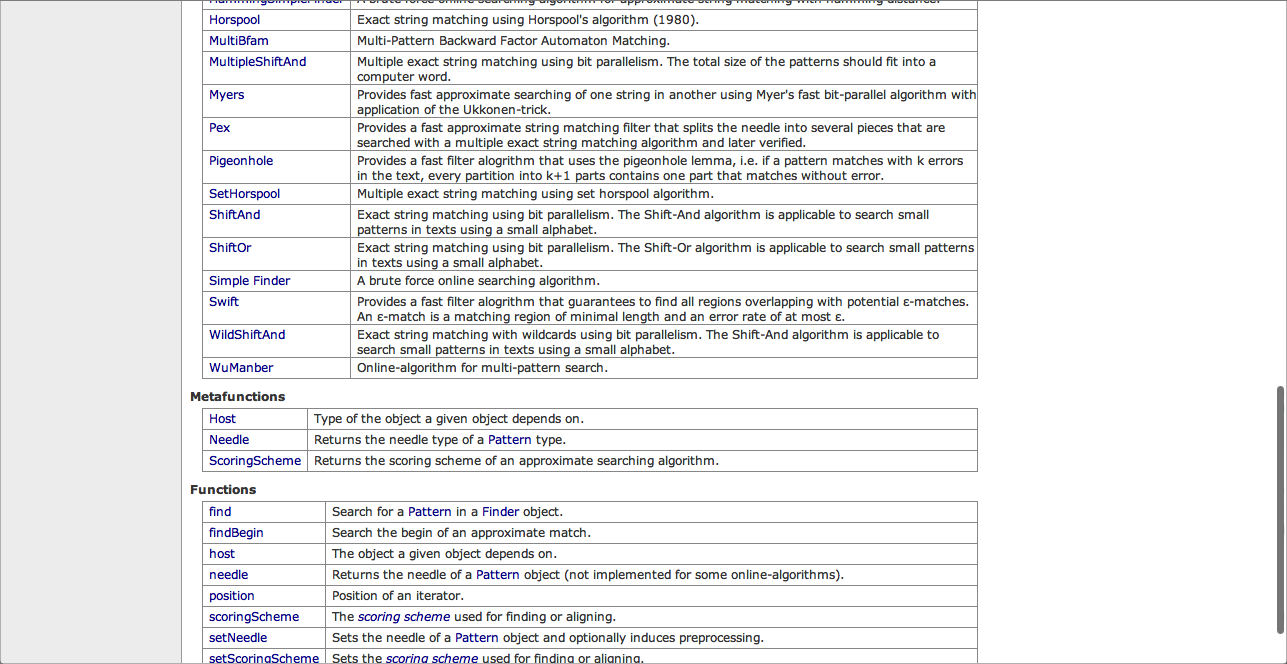 HammingSimpleFinder A brute force online searching algorithm for approximate string matching with hamming distance.
Horspool Exact string matching using Horspool's algorithm (1980).
MultiBfam Multi-Pattern Backward Factor Automaton Matching.
MultipleShiftAnd Multiple exact string matching using bit parallelism. The total size of the patterns should fit into a
computer word.
Myers Provides fast approximate searching of one string in another using Myer's fast bit-parallel algorithm with
application of the Ukkonen-trick.
Pex Provides a fast approximate string matching filter that splits the needle into several pieces that are
searched with a multiple exact string matching algorithm and later verified.
Pigeonhole Provides a fast filter alogrithm that uses the pigeonhole lemma, i.e. if a pattern matches with k errors
in the text, every partition into k+1 parts contains one part that matches without error.
SetHorspool Multiple exact string matching using set horspool algorithm.
ShiftAnd Exact string matching using bit parallelism. The Shift-And algorithm is applicable to search small
patterns in texts using a small alphabet.
ShiftOr Exact string matching using bit parallelism. The Shift-Or algorithm is applicable to search small patterns
in texts using a small alphabet.
Simple Finder A brute force online searching algorithm.
Swift Provides a fast filter alogrithm that guarantees to find all regions overlapping with potential ε-matches.
An ε-match is a matching region of minimal length and an error rate of at most ε.
WildShiftAnd Exact string matching with wildcards using bit parallelism. The Shift-And algorithm is applicable to
search small patterns in texts using a small alphabet.
WuManber Online-algorithm for multi-pattern search.
Metafunctions
Host Type of the object a given object depends on.
Needle Returns the needle type of a Pattern type.
ScoringScheme Returns the scoring scheme of an approximate searching algorithm.
Functions
find Search for a Pattern in a Finder object.
findBegin Search the begin of an approximate match.
host The object a given object depends on.
needle Returns the needle of a Pattern object (not implemented for some online-algorithms).
position Position of an iterator.
scoringScheme The scoring scheme used for finding or aligning.
setNeedle Sets the needle of a Pattern object and optionally induces preprocessing.
setScoringScheme Sets the scoring scheme used for finding or aligning.